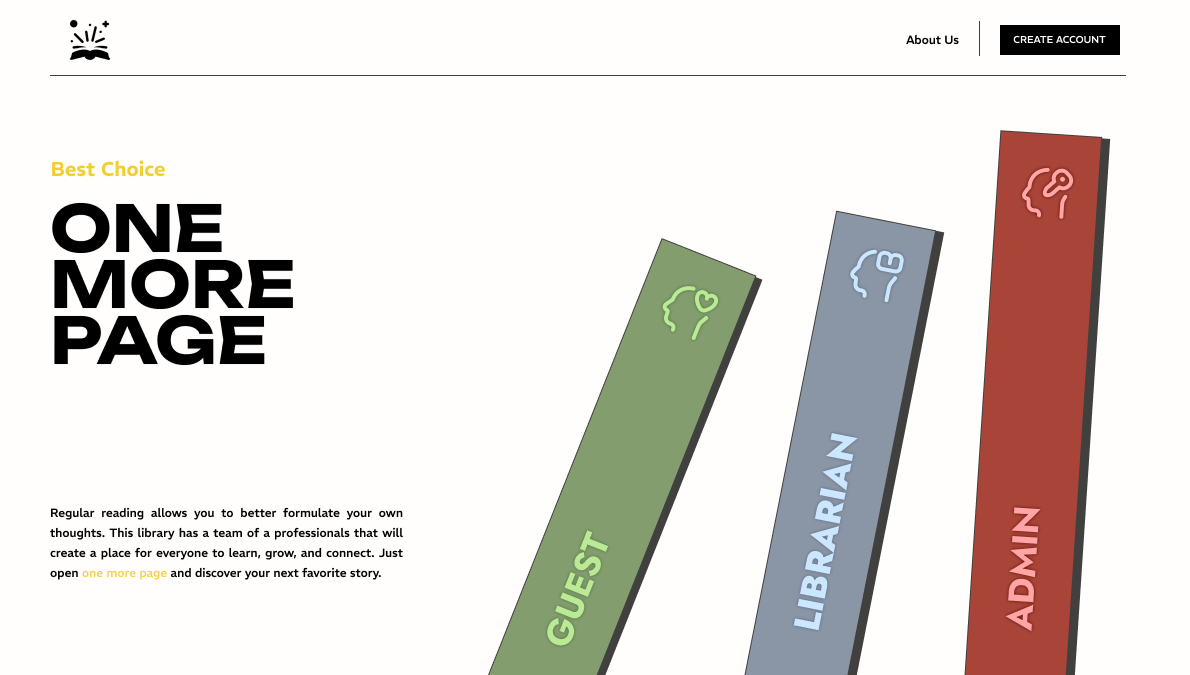 About Us
CREATE ACCOUNT
Best Choice
ONE
MORE
PAGE
Regular reading allows you to better formulate your own
thoughts. This library has a team of a professionals that will
create a place for everyone to learn, grow, and connect. Just
open one more page and discover your next favorite story.
GUEST
LIBRARIAN
ADMIN